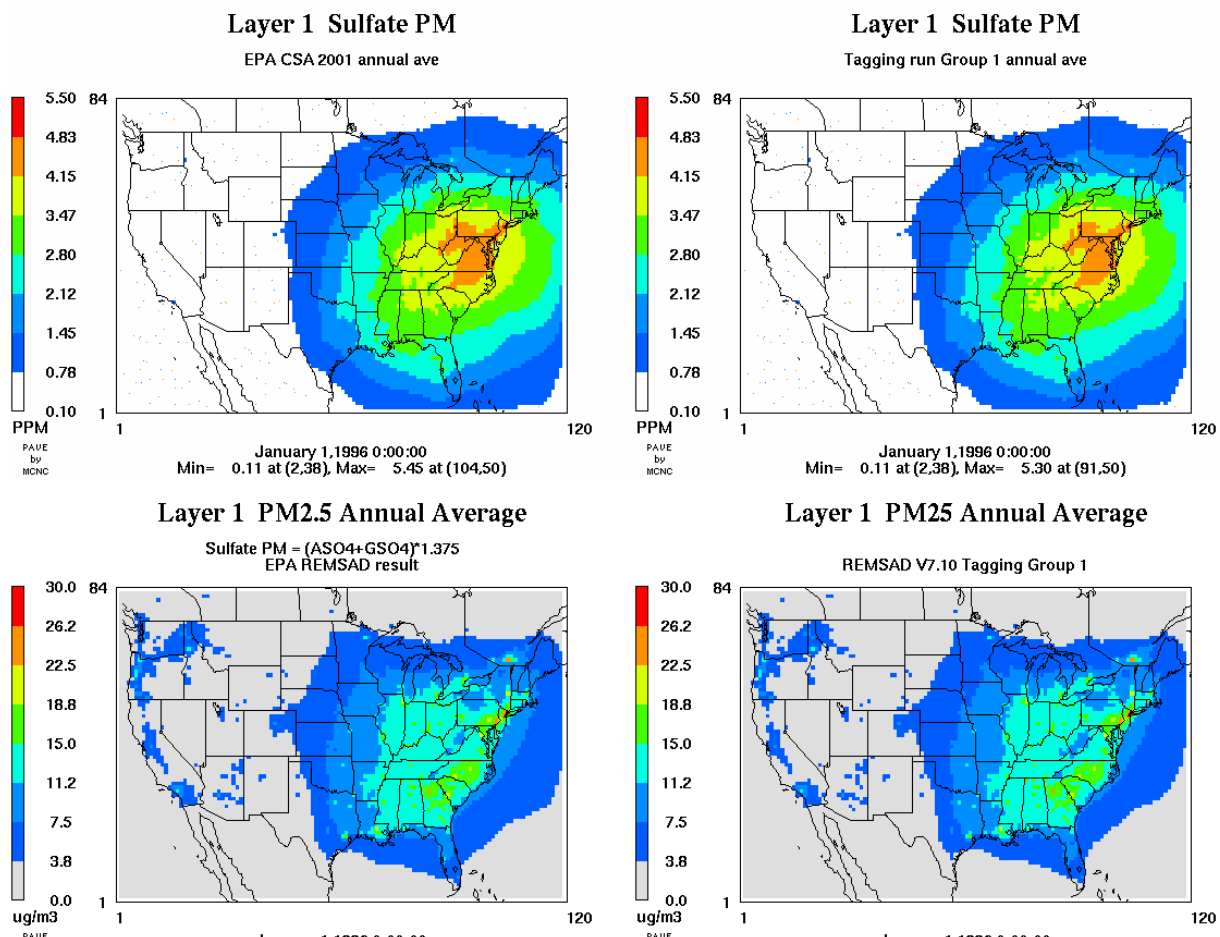 Layer 1 Sulfate PM
EPA CSA 2001 annual ave
5.50
4.83
4.15
3.47
2.80
2.12
1.45
0.78
0.10
PPM
PAVE
by
MCNC
84
1
1
120
January 1,1996 0:00:00
Min= 0.11 at (2,38), Max= 5.45 at (104,50)
Layer 1 Sulfate PM
Tagging run Group 1 annual ave
5.50
4.83
4.15
3.47
2.80
2.12
1.45
0.78
0.10
PPM
PAVE
by
MCNC
84
1
1
120
January 1,1996 0:00:00
Min= 0.11 at (2,38), Max= 5.30 at (91,50)
Layer 1 PM2.5 Annual Average
Sulfate PM = (ASO4+GSO4)*1.375
EPA REMSAD result
30.0
26.2
22.5
18.8
15.0
11.2
7.5
3.8
0.0
ug/m3
PAVE
84
1
1
120
Layer 1 PM25 Annual Average
REMSAD V7.10 Tagging Group 1
30.0
26.2
22.5
18.8
15.0
11.2
7.5
3.8
0.0
ug/m3
PAVE
84
1
1
120